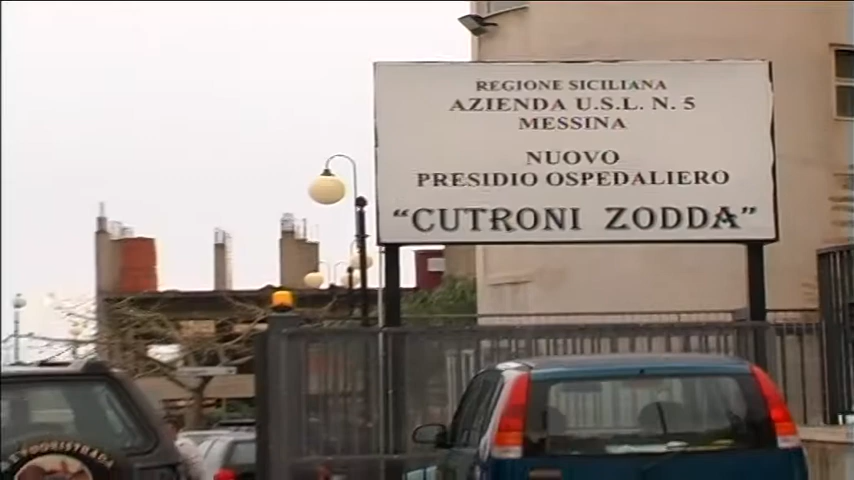 REGIONE SICILIANA
AZIENDA U.S.L. N. 5
MESSINA
NUOVO
PRESIDIO OSPEDALIERO
"CUTRONI ZODDA"